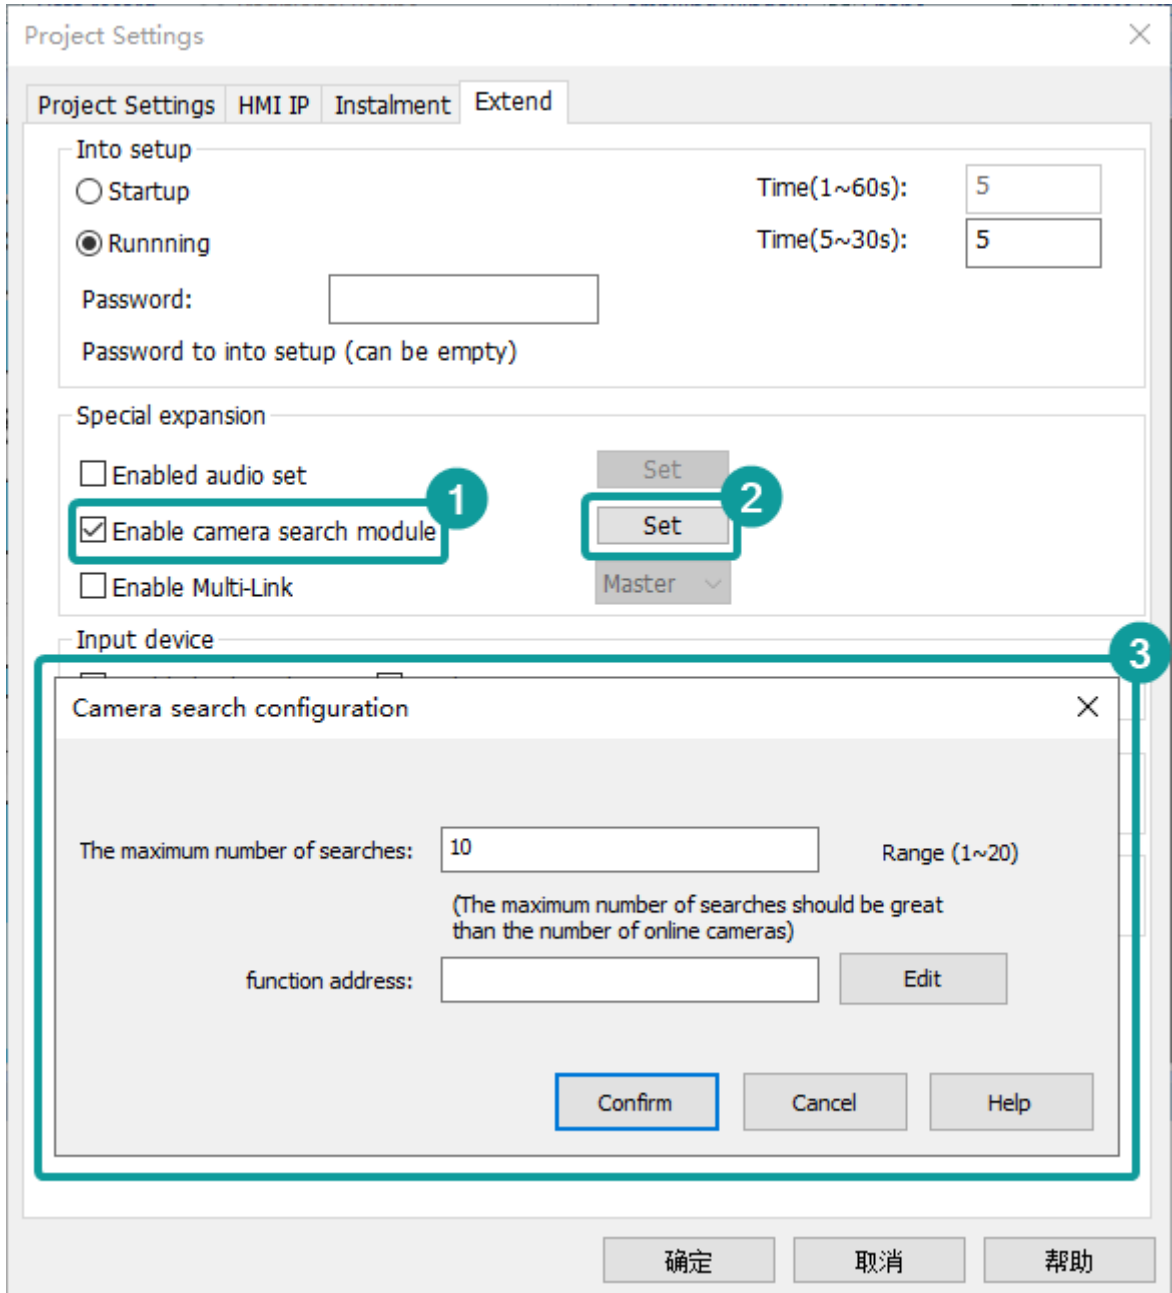 Project Settings
Project Settings HMI IP Instalment Extend
Into setup
Startup Time(1~60s): 5
Runnning Time(5~30s): 5
Password:
Password to into setup (can be empty)
Special expansion
Enabled audio set Set
1 2
Enable camera search module Set
Enable Multi-Link Master
Input device
3
Camera search configuration
The maximum number of searches: 10 Range (1~20)
(The maximum number of searches should be great
than the number of online cameras)
function address: Edit
Confirm Cancel Help
确定 取消 帮助